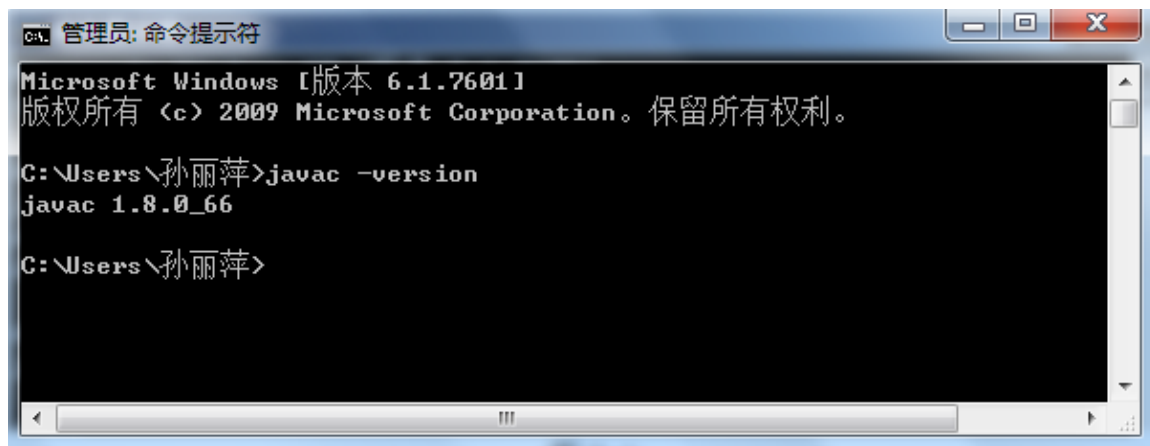 管理员: 命令提示符
Microsoft Windows [版本 6.1.7601]
版权所有 (c) 2009 Microsoft Corporation。保留所有权利。
C:\Users\孙丽萍>javac -version
javac 1.8.0_66
C:\Users\孙丽萍>